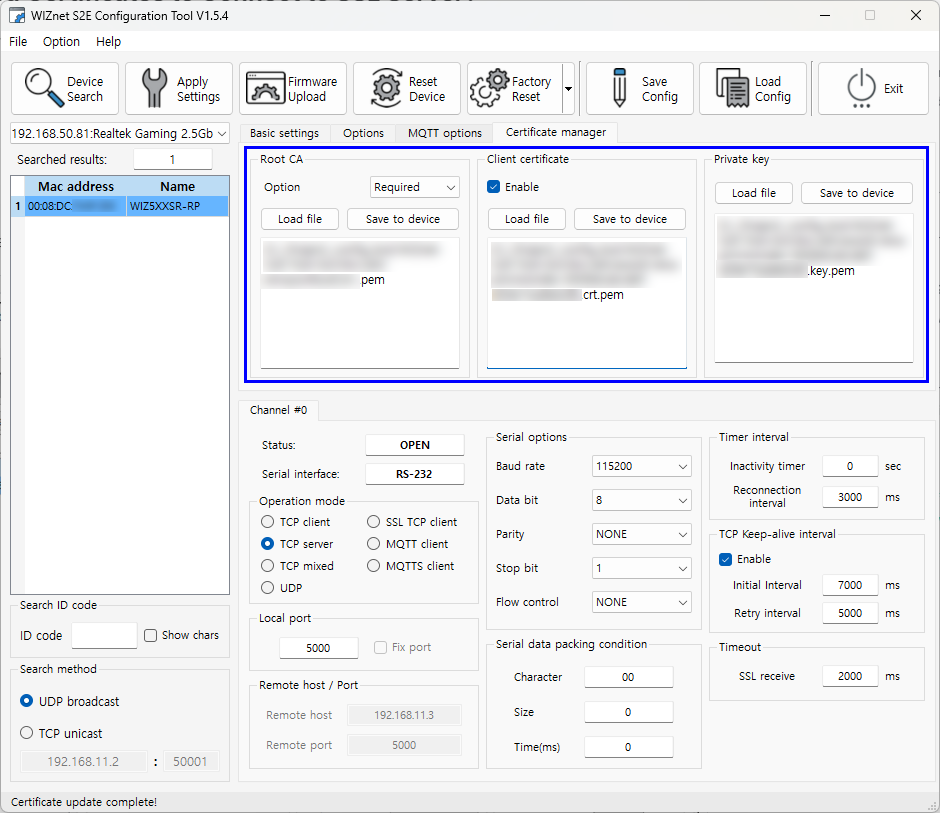 WIZnet S2E Configuration Tool V1.5.4
File Option Help
Device Search
Apply Settings
Firmware Upload
Reset Device
Factory Reset
Save Config
Load Config
Exit
192.168.50.81:Realtek Gaming 2.5Gb
Searched results: 1
Mac address Name
1 00:08:DC: WIZ5XXSR-RP
Search ID code
ID code Show chars
Search method
UDP broadcast
TCP unicast
192.168.11.2 : 50001
Basic settings Options MQTT options Certificate manager
Root CA
Option Required
Load file Save to device
pem
Client certificate
Enable
Load file Save to device
crt.pem
Private key
Load file Save to device
.key.pem
Channel #0
Status: OPEN
Serial interface: RS-232
Operation mode
TCP client SSL TCP client
TCP server MQTT client
TCP mixed MQTTS client
UDP
Local port
5000 Fix port
Remote host / Port
Remote host 192.168.11.3
Remote port 5000
Serial options
Baud rate 115200
Data bit 8
Parity NONE
Stop bit 1
Flow control NONE
Serial data packing condition
Character 00
Size 0
Time(ms) 0
Timer interval
Inactivity timer 0 sec
Reconnection interval 3000 ms
TCP Keep-alive interval
Enable
Initial Interval 7000 ms
Retry interval 5000 ms
Timeout
SSL receive 2000 ms
Certificate update complete!